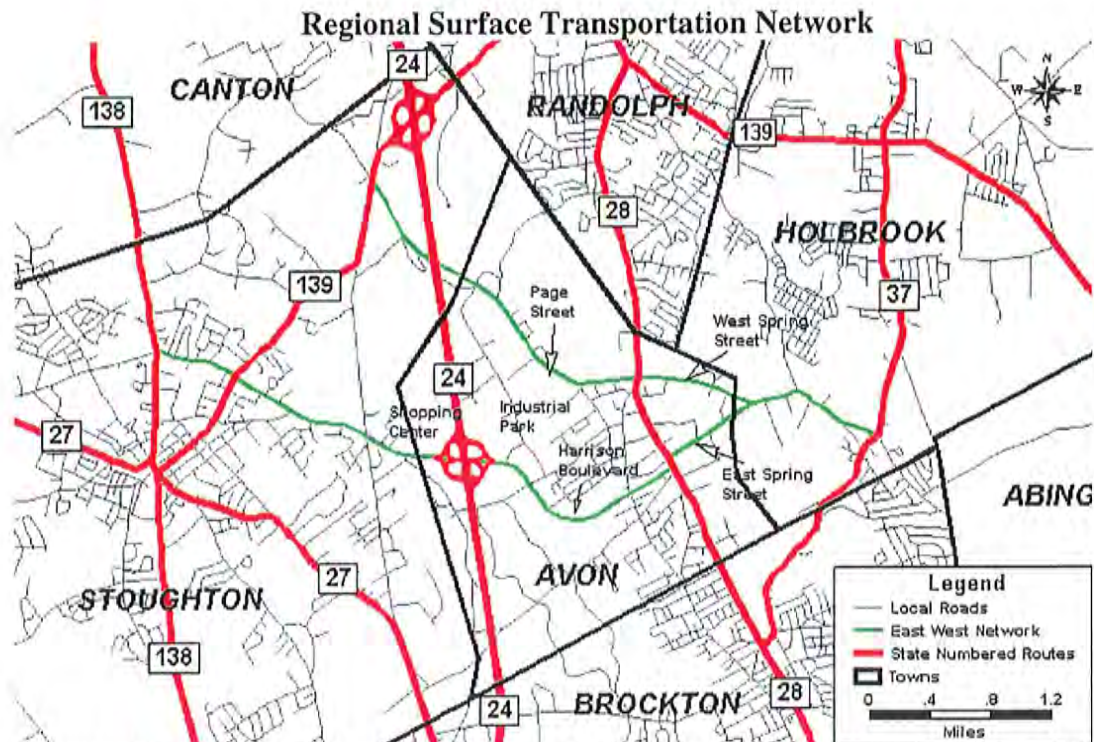 Regional Surface Transportation Network
24
CANTON
138
RANDOLPH
139
N
W
E
S
28
HOLBROOK
139
37
Page
Street
West Spring
Street
24
Shopping
Center
Industrial
Park
27
Harrison
Boulevard
East Spring
Street
ABING
AVON
27
STOUGHTON
138
24
BROCKTON
28
Legend
Local Roads
East West Network
State Numbered Routes
Towns
0 .4 .8 1.2
Miles